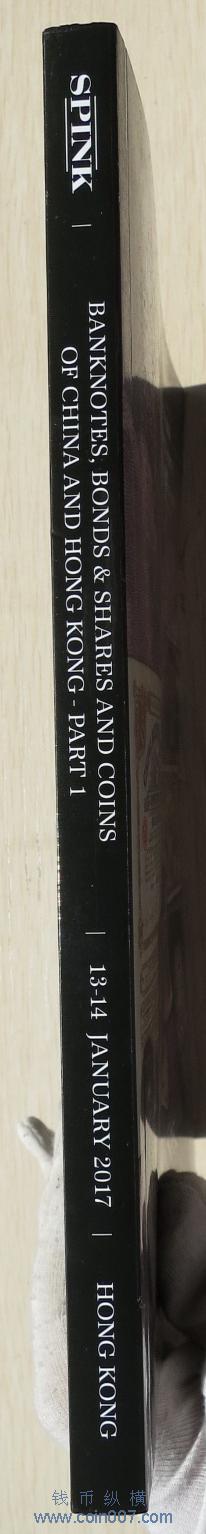 SPINK
BANKNOTES, BONDS & SHARES AND COINS
OF CHINA AND HONG KONG - PART 1
13-14 JANUARY 2017
HONG KONG
钱币纵横
www.coin007.com